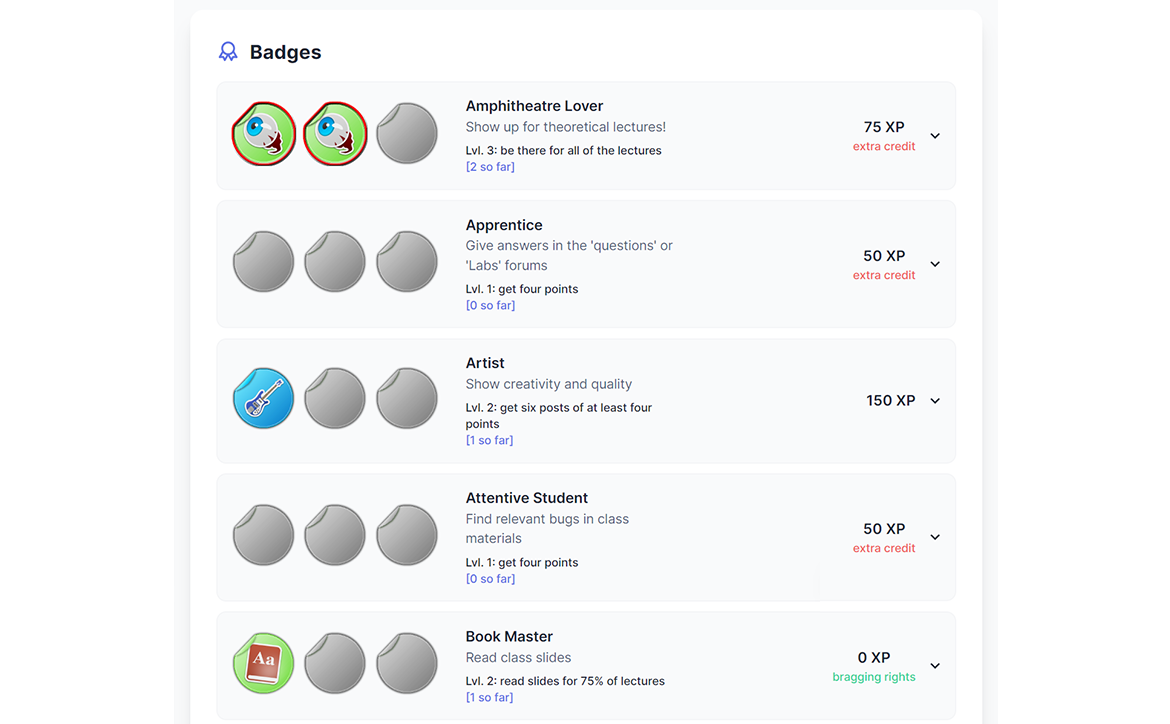 Badges
Amphitheatre Lover
Show up for theoretical lectures!
Lvl. 3: be there for all of the lectures
[2 so far]
75 XP
extra credit
Apprentice
Give answers in the 'questions' or
'Labs' forums
Lvl. 1: get four points
[0 so far]
50 XP
extra credit
Artist
Show creativity and quality
Lvl. 2: get six posts of at least four
points
[1 so far]
150 XP
Attentive Student
Find relevant bugs in class
materials
Lvl. 1: get four points
[0 so far]
50 XP
extra credit
Aa
Book Master
Read class slides
Lvl. 2: read slides for 75% of lectures
[1 so far]
0 XP
bragging rights